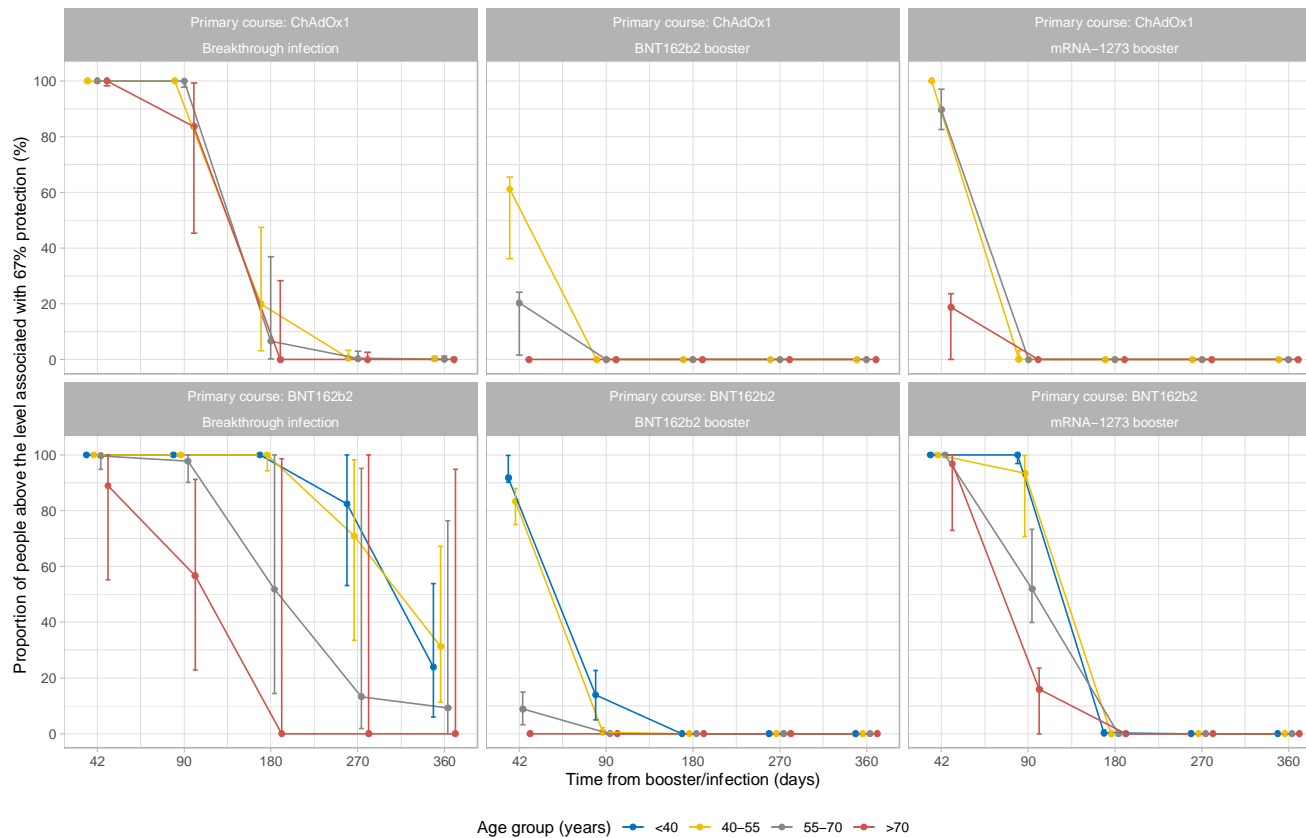 Primary course: ChAdOx1
Breakthrough infection
Primary course: ChAdOx1
BNT162b2 booster
Primary course: ChAdOx1
mRNA−1273 booster
100
80
60
40
20
0
Proportion of people above the level associated with 67% protection (%)
Primary course: BNT162b2
Breakthrough infection
Primary course: BNT162b2
BNT162b2 booster
Primary course: BNT162b2
mRNA−1273 booster
100
80
60
40
20
0
42 90 180 270 360
42 90 180 270 360
42 90 180 270 360
Time from booster/infection (days)
Age group (years) <40 40−55 55−70 >70